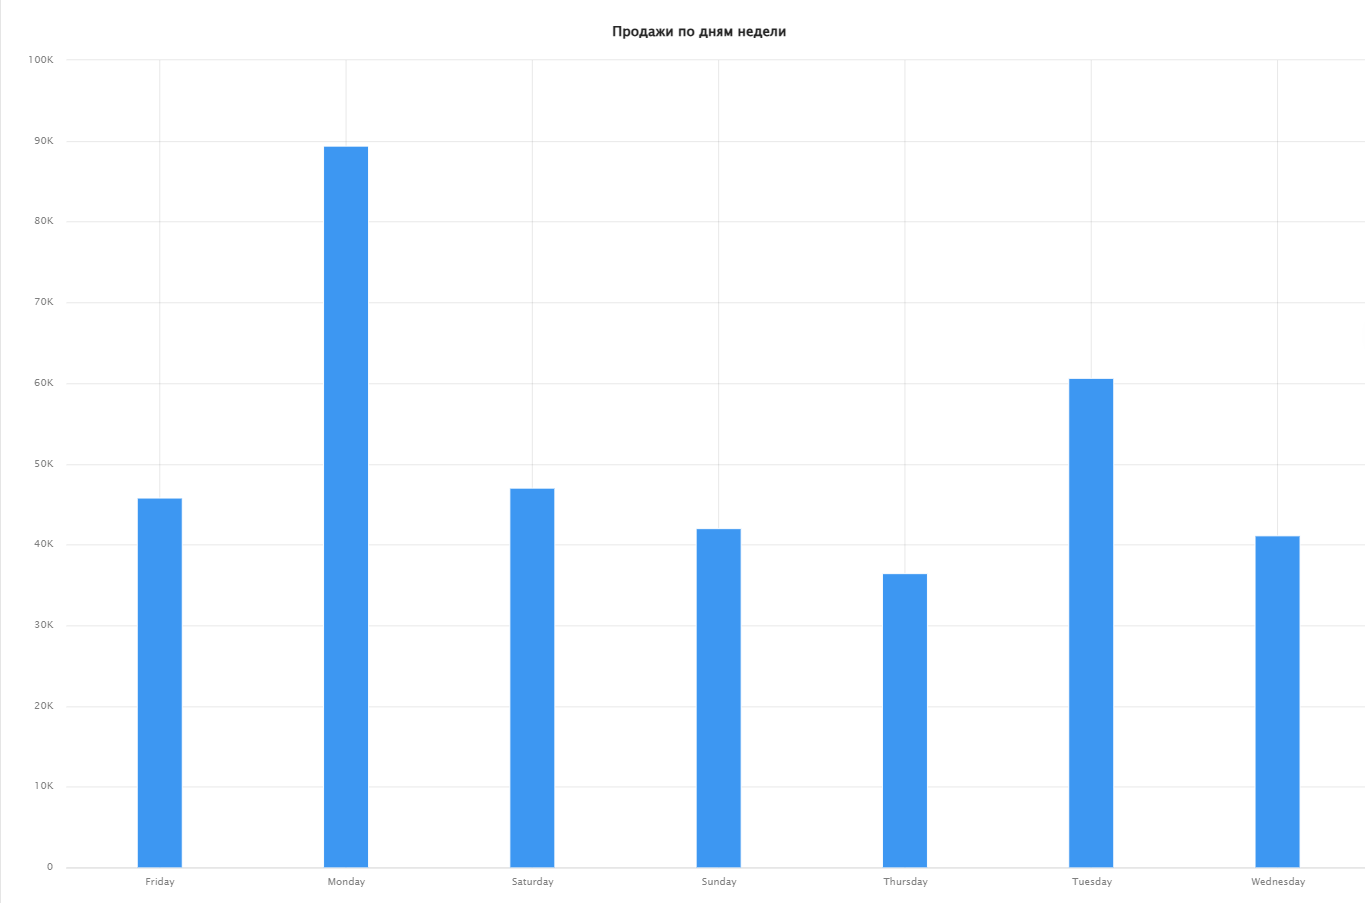 Продажи по дням недели
100K
90K
80K
70K
60K
50K
40K
30K
20K
10K
0
Friday Monday Saturday Sunday Thursday Tuesday Wednesday